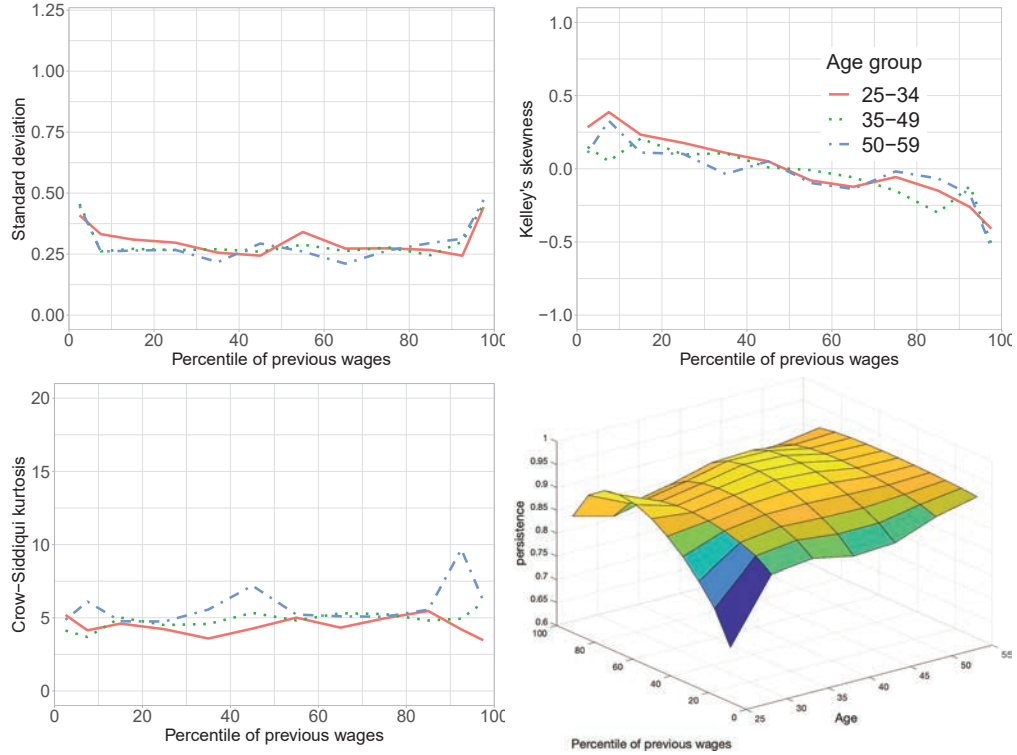 1.25
1.00
0.75
0.50
0.25
0.00
Standard deviation
0 20 40 60 80 100
Percentile of previous wages
1.0
0.5
0.0
−0.5
−1.0
Kelley's skewness
Age group
25−34
35−49
50−59
0 20 40 60 80 100
Percentile of previous wages
20
15
10
5
0
Crow−Siddiqui kurtosis
0 20 40 60 80 100
Percentile of previous wages
1
0.95
0.9
0.85
0.8
0.75
0.7
0.65
0.6
persistence
100 80 60 40 20 0
25 30 35 40 45 50 55
Age
Percentile of previous wages